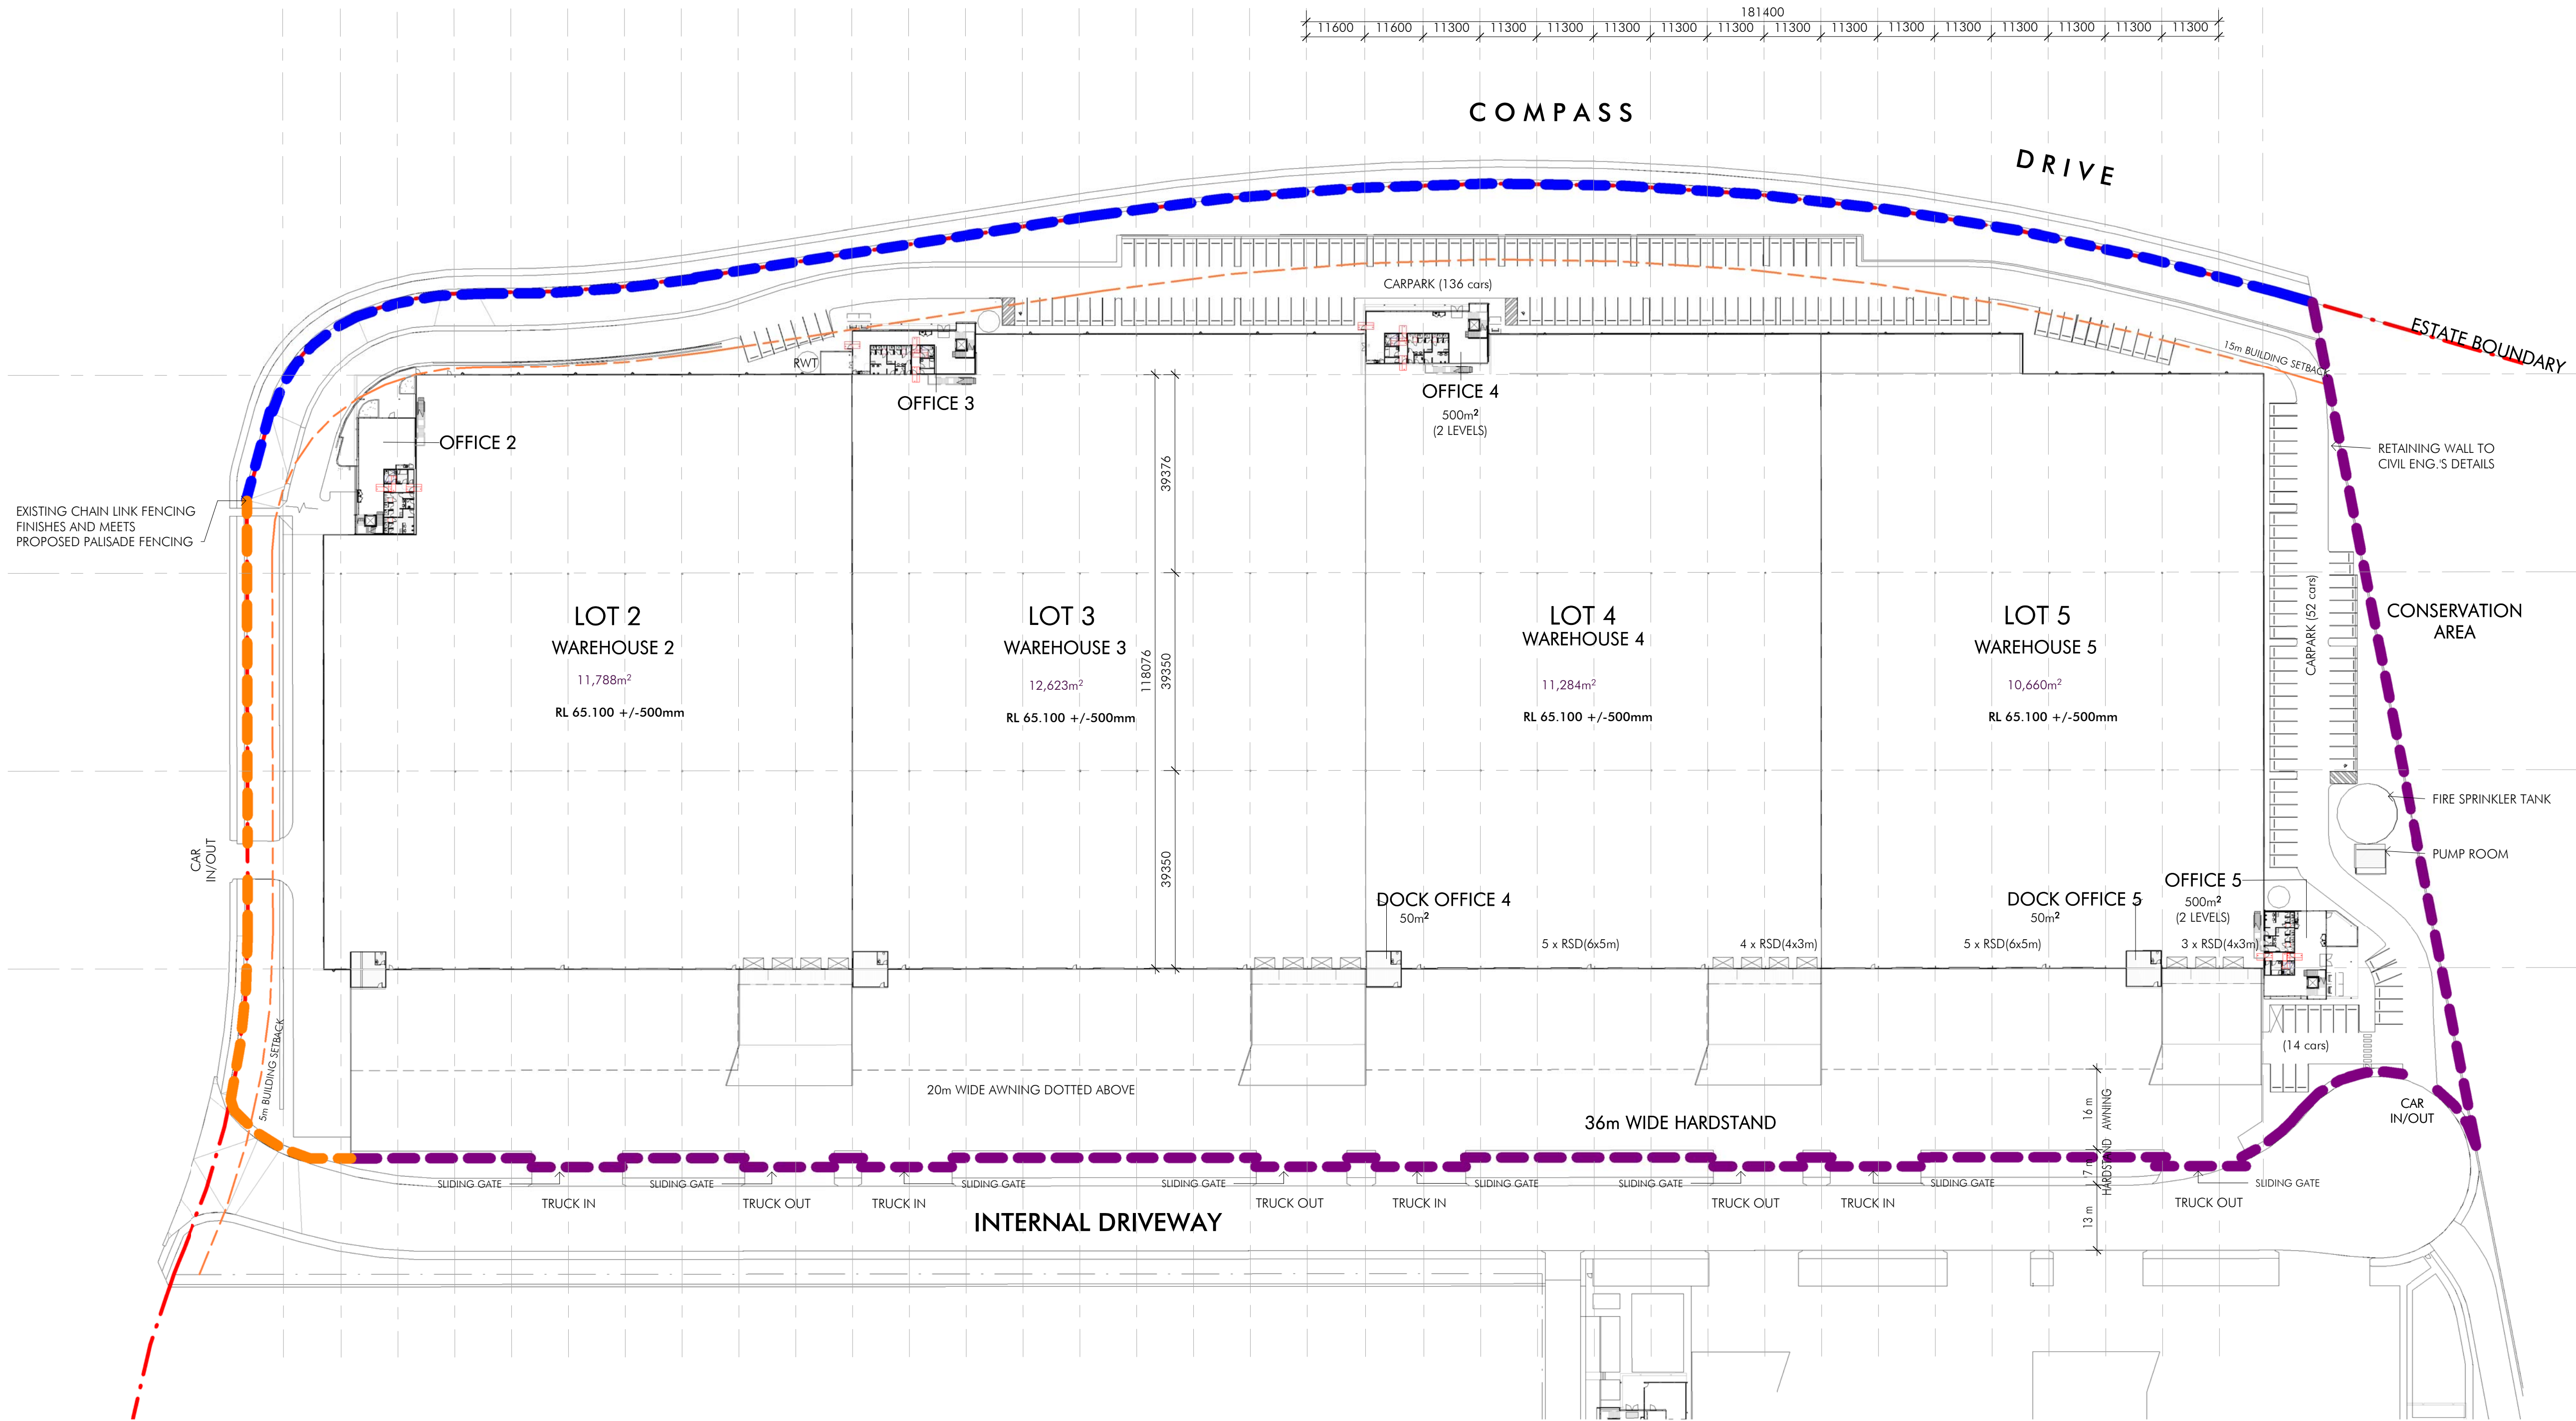 181400
11600 11600 11300 11300 11300 11300 11300 11300 11300 11300 11300 11300 11300 11300 11300 11300
COMPASS
DRIVE
CARPARK (136 cars)
ESTATE BOUNDARY
15m BUILDING SETBACK
RWT
OFFICE 3
OFFICE 4
500m²
(2 LEVELS)
OFFICE 2
RETAINING WALL TO
CIVIL ENG.'S DETAILS
39376
EXISTING CHAIN LINK FENCING
FINISHES AND MEETS
PROPOSED PALISADE FENCING
LOT 2
WAREHOUSE 2
11,788m²
RL 65.100 +/-500mm
LOT 3
WAREHOUSE 3
12,623m²
RL 65.100 +/-500mm
118076
39350
LOT 4
WAREHOUSE 4
11,284m²
RL 65.100 +/-500mm
LOT 5
WAREHOUSE 5
10,660m²
RL 65.100 +/-500mm
CARPARK (52 cars)
CONSERVATION
AREA
FIRE SPRINKLER TANK
PUMP ROOM
CAR
IN/OUT
39350
DOCK OFFICE 4
50m²
DOCK OFFICE 5
50m²
OFFICE 5
500m²
(2 LEVELS)
5 x RSD(6x5m)
4 x RSD(4x3m)
5 x RSD(6x5m)
3 x RSD(4x3m)
5m BUILDING SETBACK
(14 cars)
20m WIDE AWNING DOTTED ABOVE
36m WIDE HARDSTAND
16 m
AWNING
CAR
IN/OUT
7 m
HARDSTAND
13 m
SLIDING GATE
SLIDING GATE
SLIDING GATE
SLIDING GATE
SLIDING GATE
SLIDING GATE
SLIDING GATE
SLIDING GATE
TRUCK IN
TRUCK OUT
TRUCK IN
TRUCK OUT
TRUCK IN
TRUCK OUT
TRUCK IN
TRUCK OUT
INTERNAL DRIVEWAY